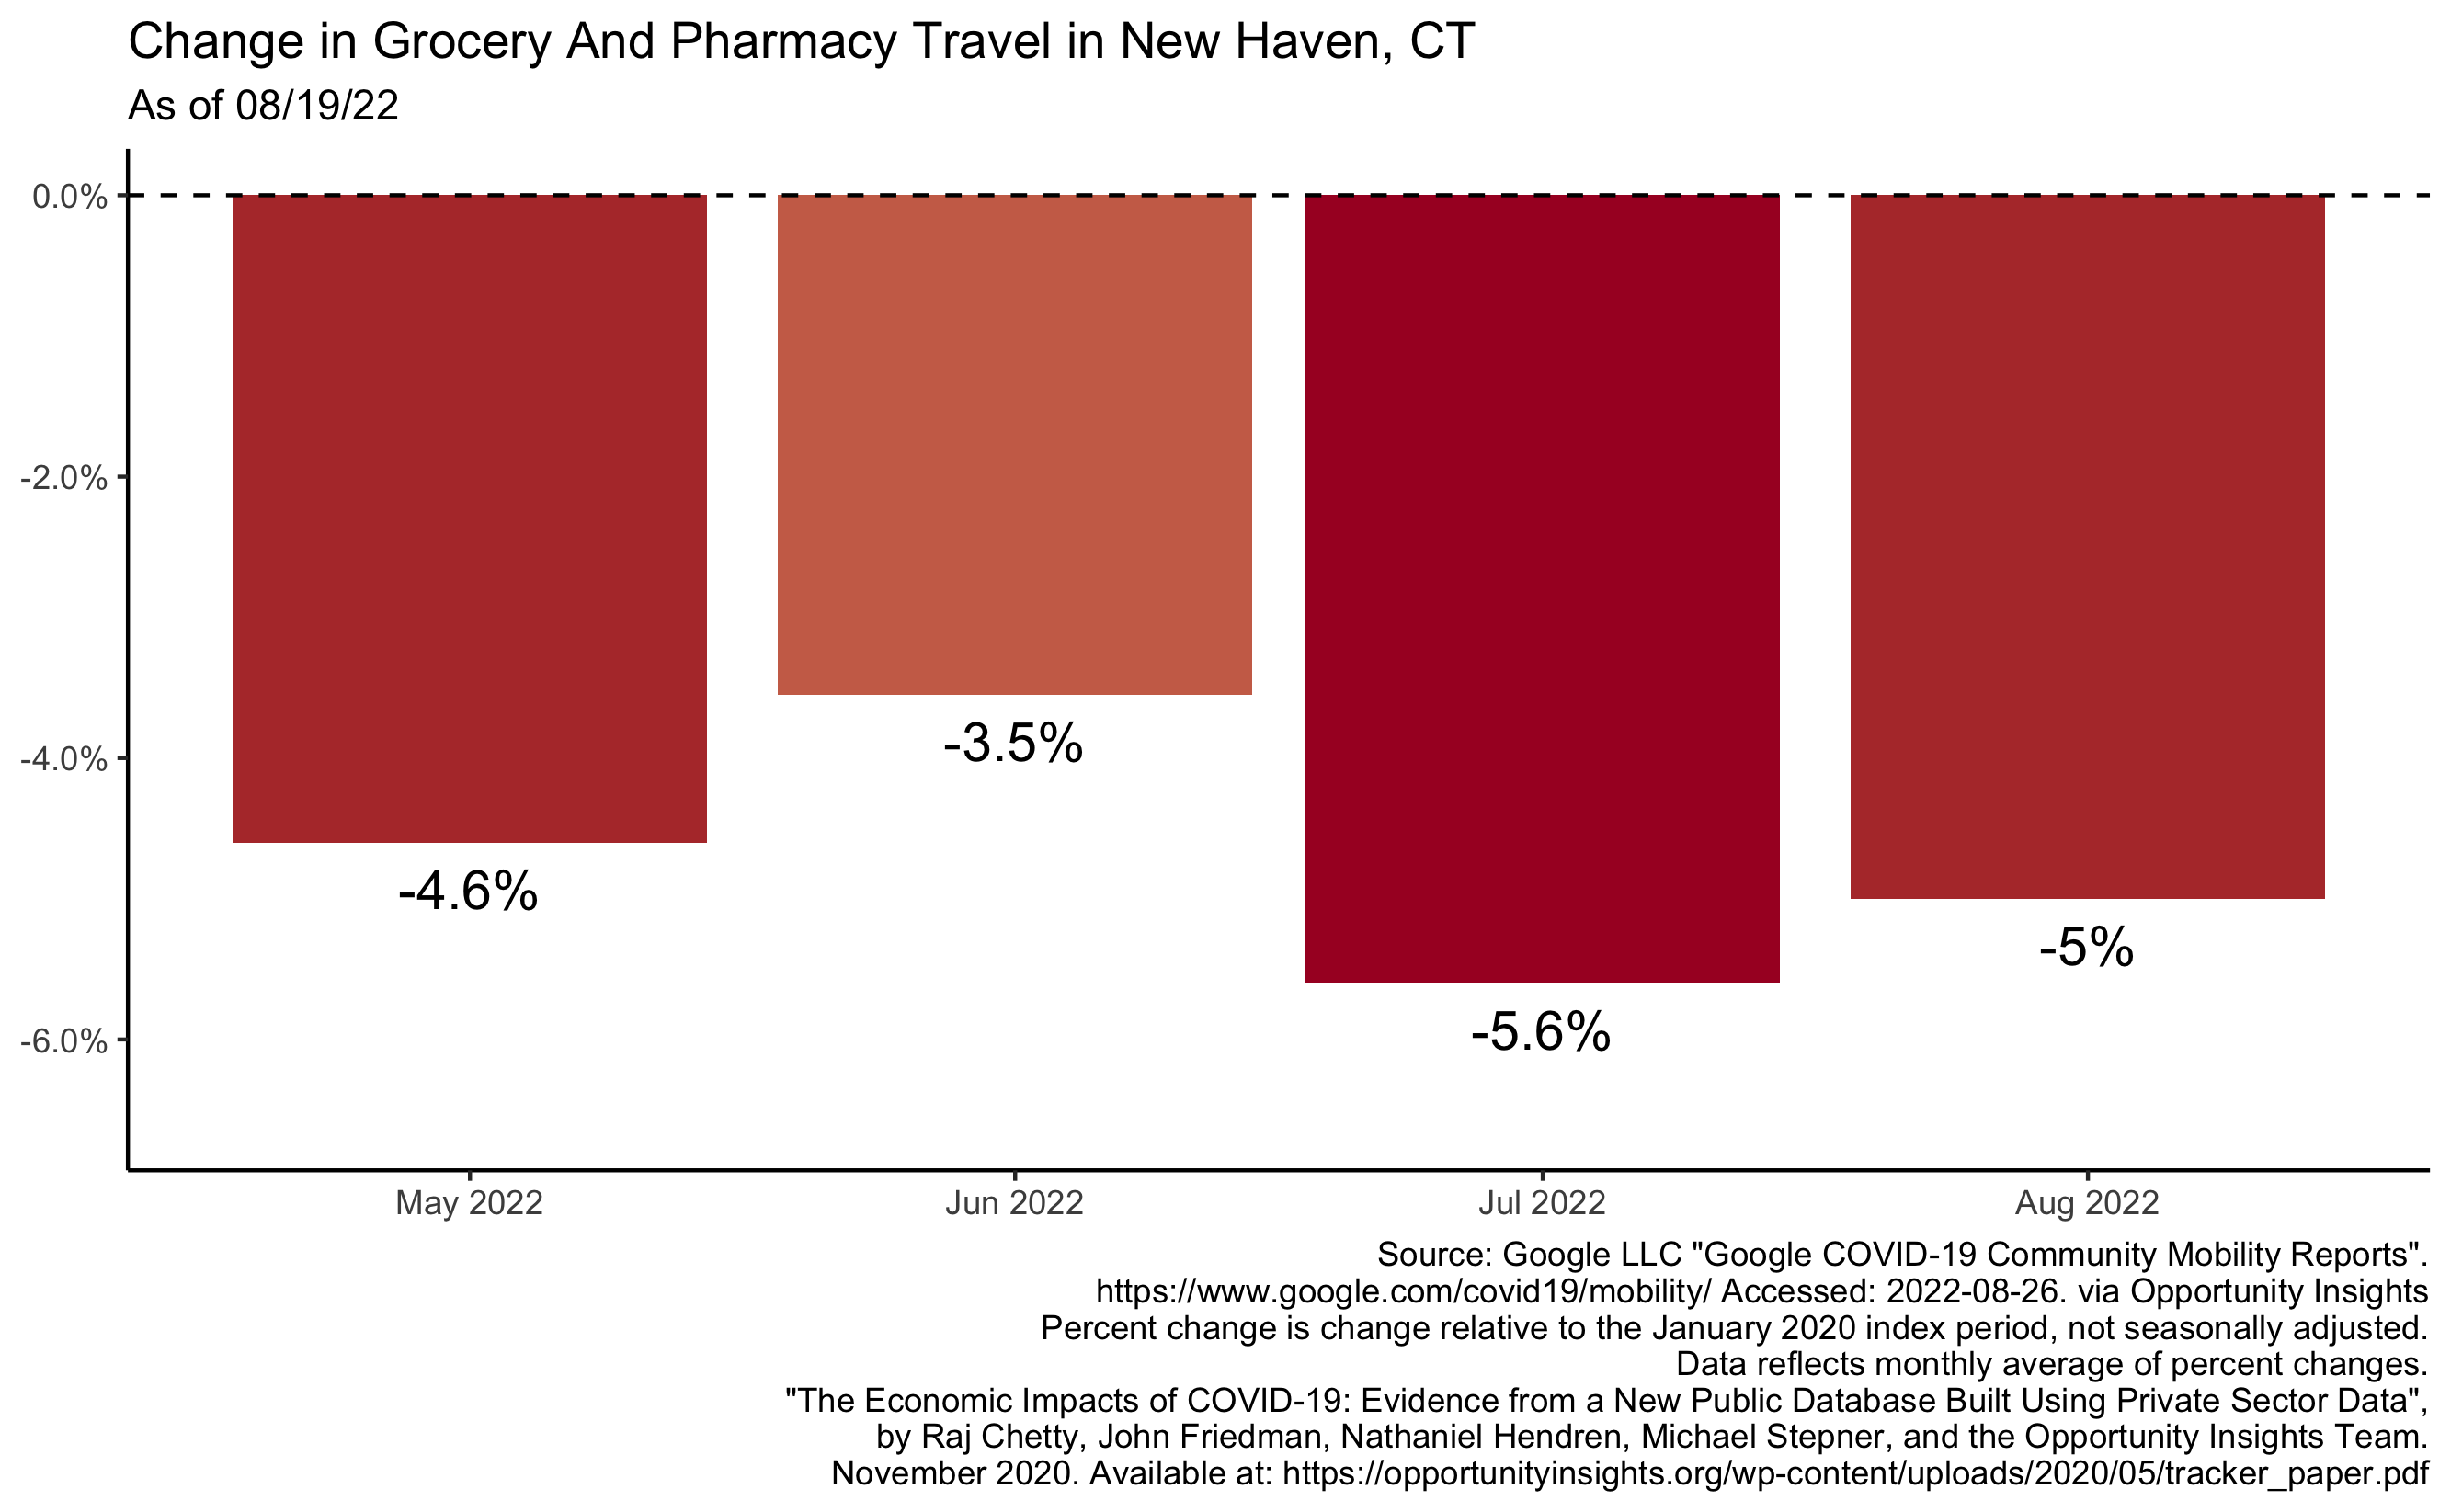 Change in Grocery And Pharmacy Travel in New Haven, CT
As of 08/19/22
0.0%
-2.0%
-4.0%
-6.0%
-4.6%
-3.5%
-5.6%
-5%
May 2022
Jun 2022
Jul 2022
Aug 2022
Source: Google LLC "Google COVID-19 Community Mobility Reports".
https://www.google.com/covid19/mobility/ Accessed: 2022-08-26. via Opportunity Insights
Percent change is change relative to the January 2020 index period, not seasonally adjusted.
Data reflects monthly average of percent changes.
"The Economic Impacts of COVID-19: Evidence from a New Public Database Built Using Private Sector Data",
by Raj Chetty, John Friedman, Nathaniel Hendren, Michael Stepner, and the Opportunity Insights Team.
November 2020. Available at: https://opportunityinsights.org/wp-content/uploads/2020/05/tracker_paper.pdf